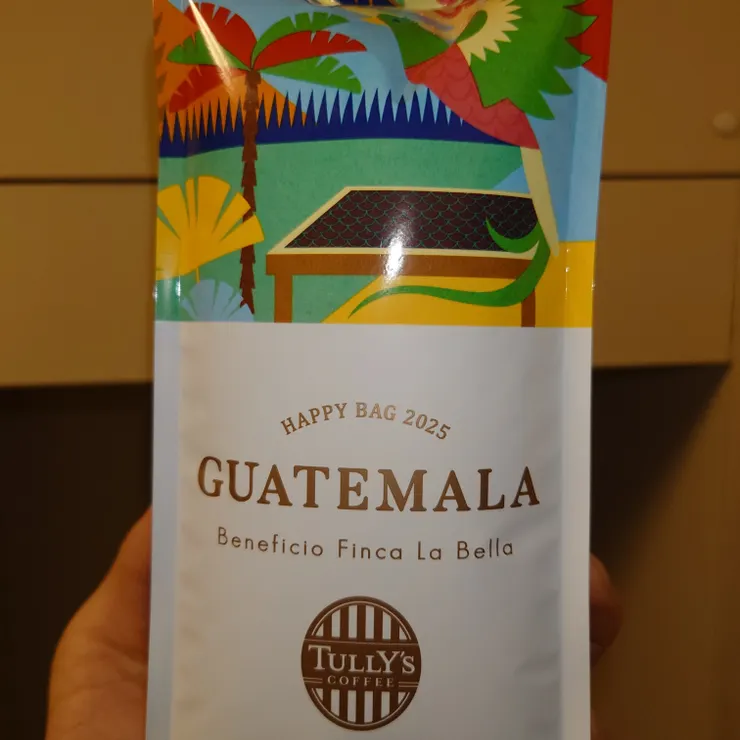 HAPPY BAG 2025
GUATEMALA
Beneficio Finca La Bella
TULLY'S
COFFEE